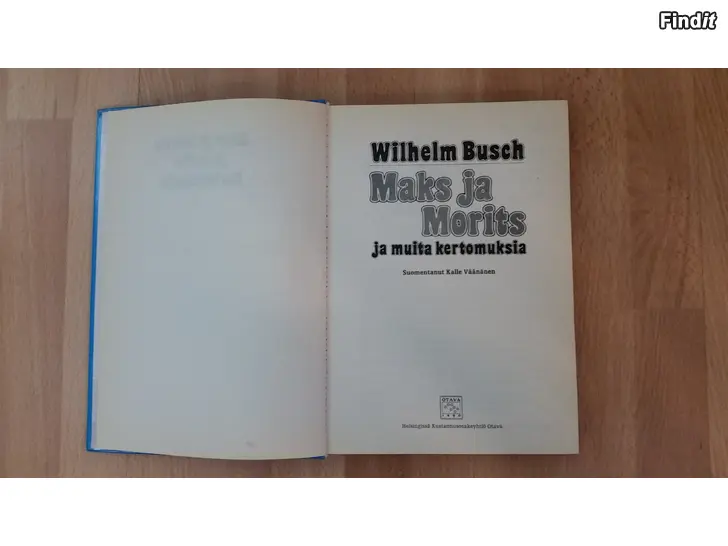 Findit
Wilhelm Busch
Maks ja
Morits
ja muita kertomuksia
Suomentanut Kalle Väänänen
OTAVA
Helsingissä Kustannusosakeyhtiö Otava